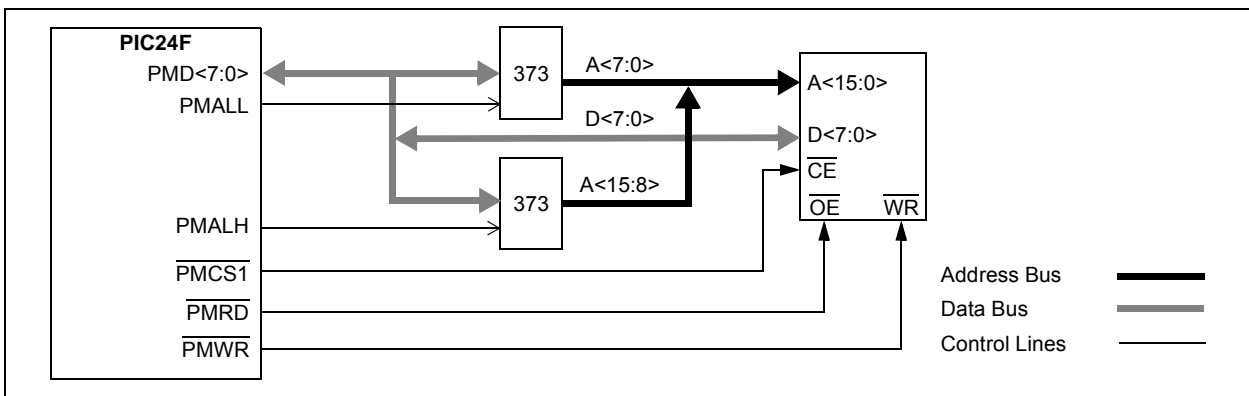 PIC24F
PMD<7:0>
PMALL
PMALH
PMCS1
PMRD
PMWR
373
A<7:0>
D<7:0>
373
A<15:8>
A<15:0>
D<7:0>
CE
OE WR
Address Bus
Data Bus
Control Lines